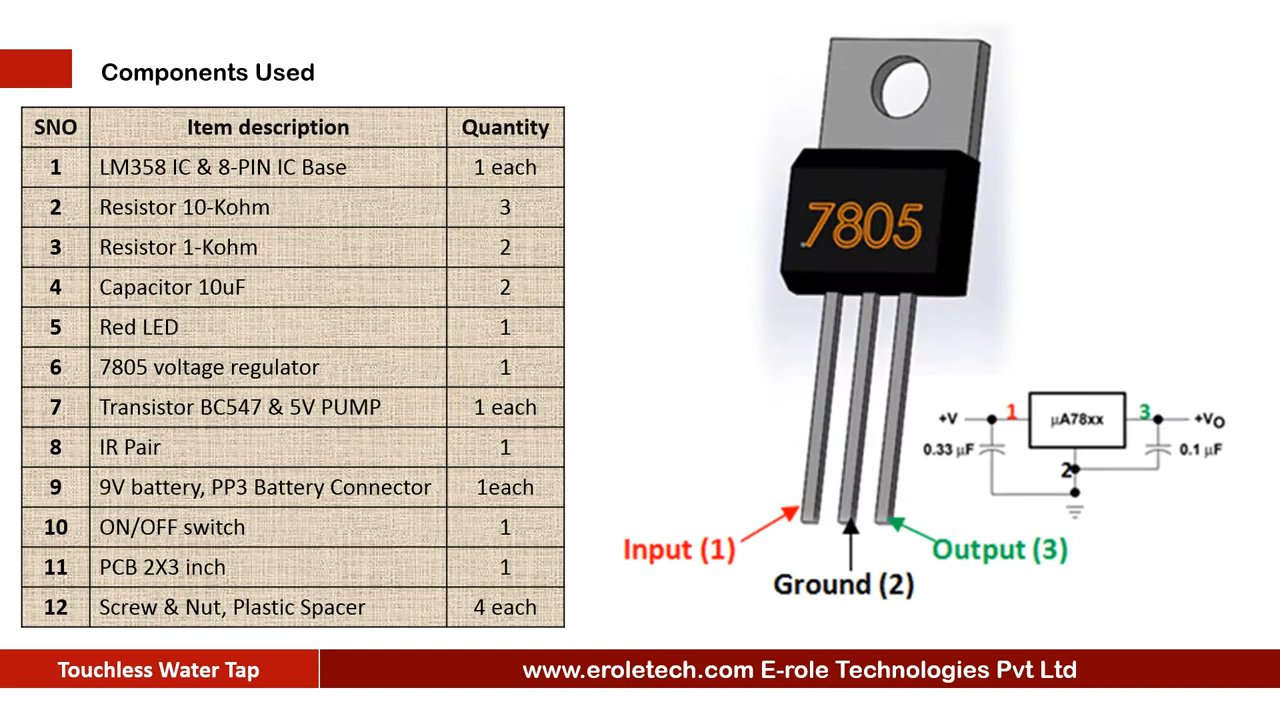 Components Used
SNO Item description Quantity
1 LM358 IC & 8-PIN IC Base 1 each
2 Resistor 10-Kohm 3
3 Resistor 1-Kohm 2
4 Capacitor 10uF 2
5 Red LED 1
6 7805 voltage regulator 1
7 Transistor BC547 & 5V PUMP 1 each
8 IR Pair 1
9 9V battery, PP3 Battery Connector 1each
10 ON/OFF switch 1
11 PCB 2X3 inch 1
12 Screw & Nut, Plastic Spacer 4 each
7805
+V 1 µA78xx 3 +VO
0.33 µF 0.1 µF
2
Input (1)
Output (3)
Ground (2)
Touchless Water Tap
www.eroletech.com E-role Technologies Pvt Ltd